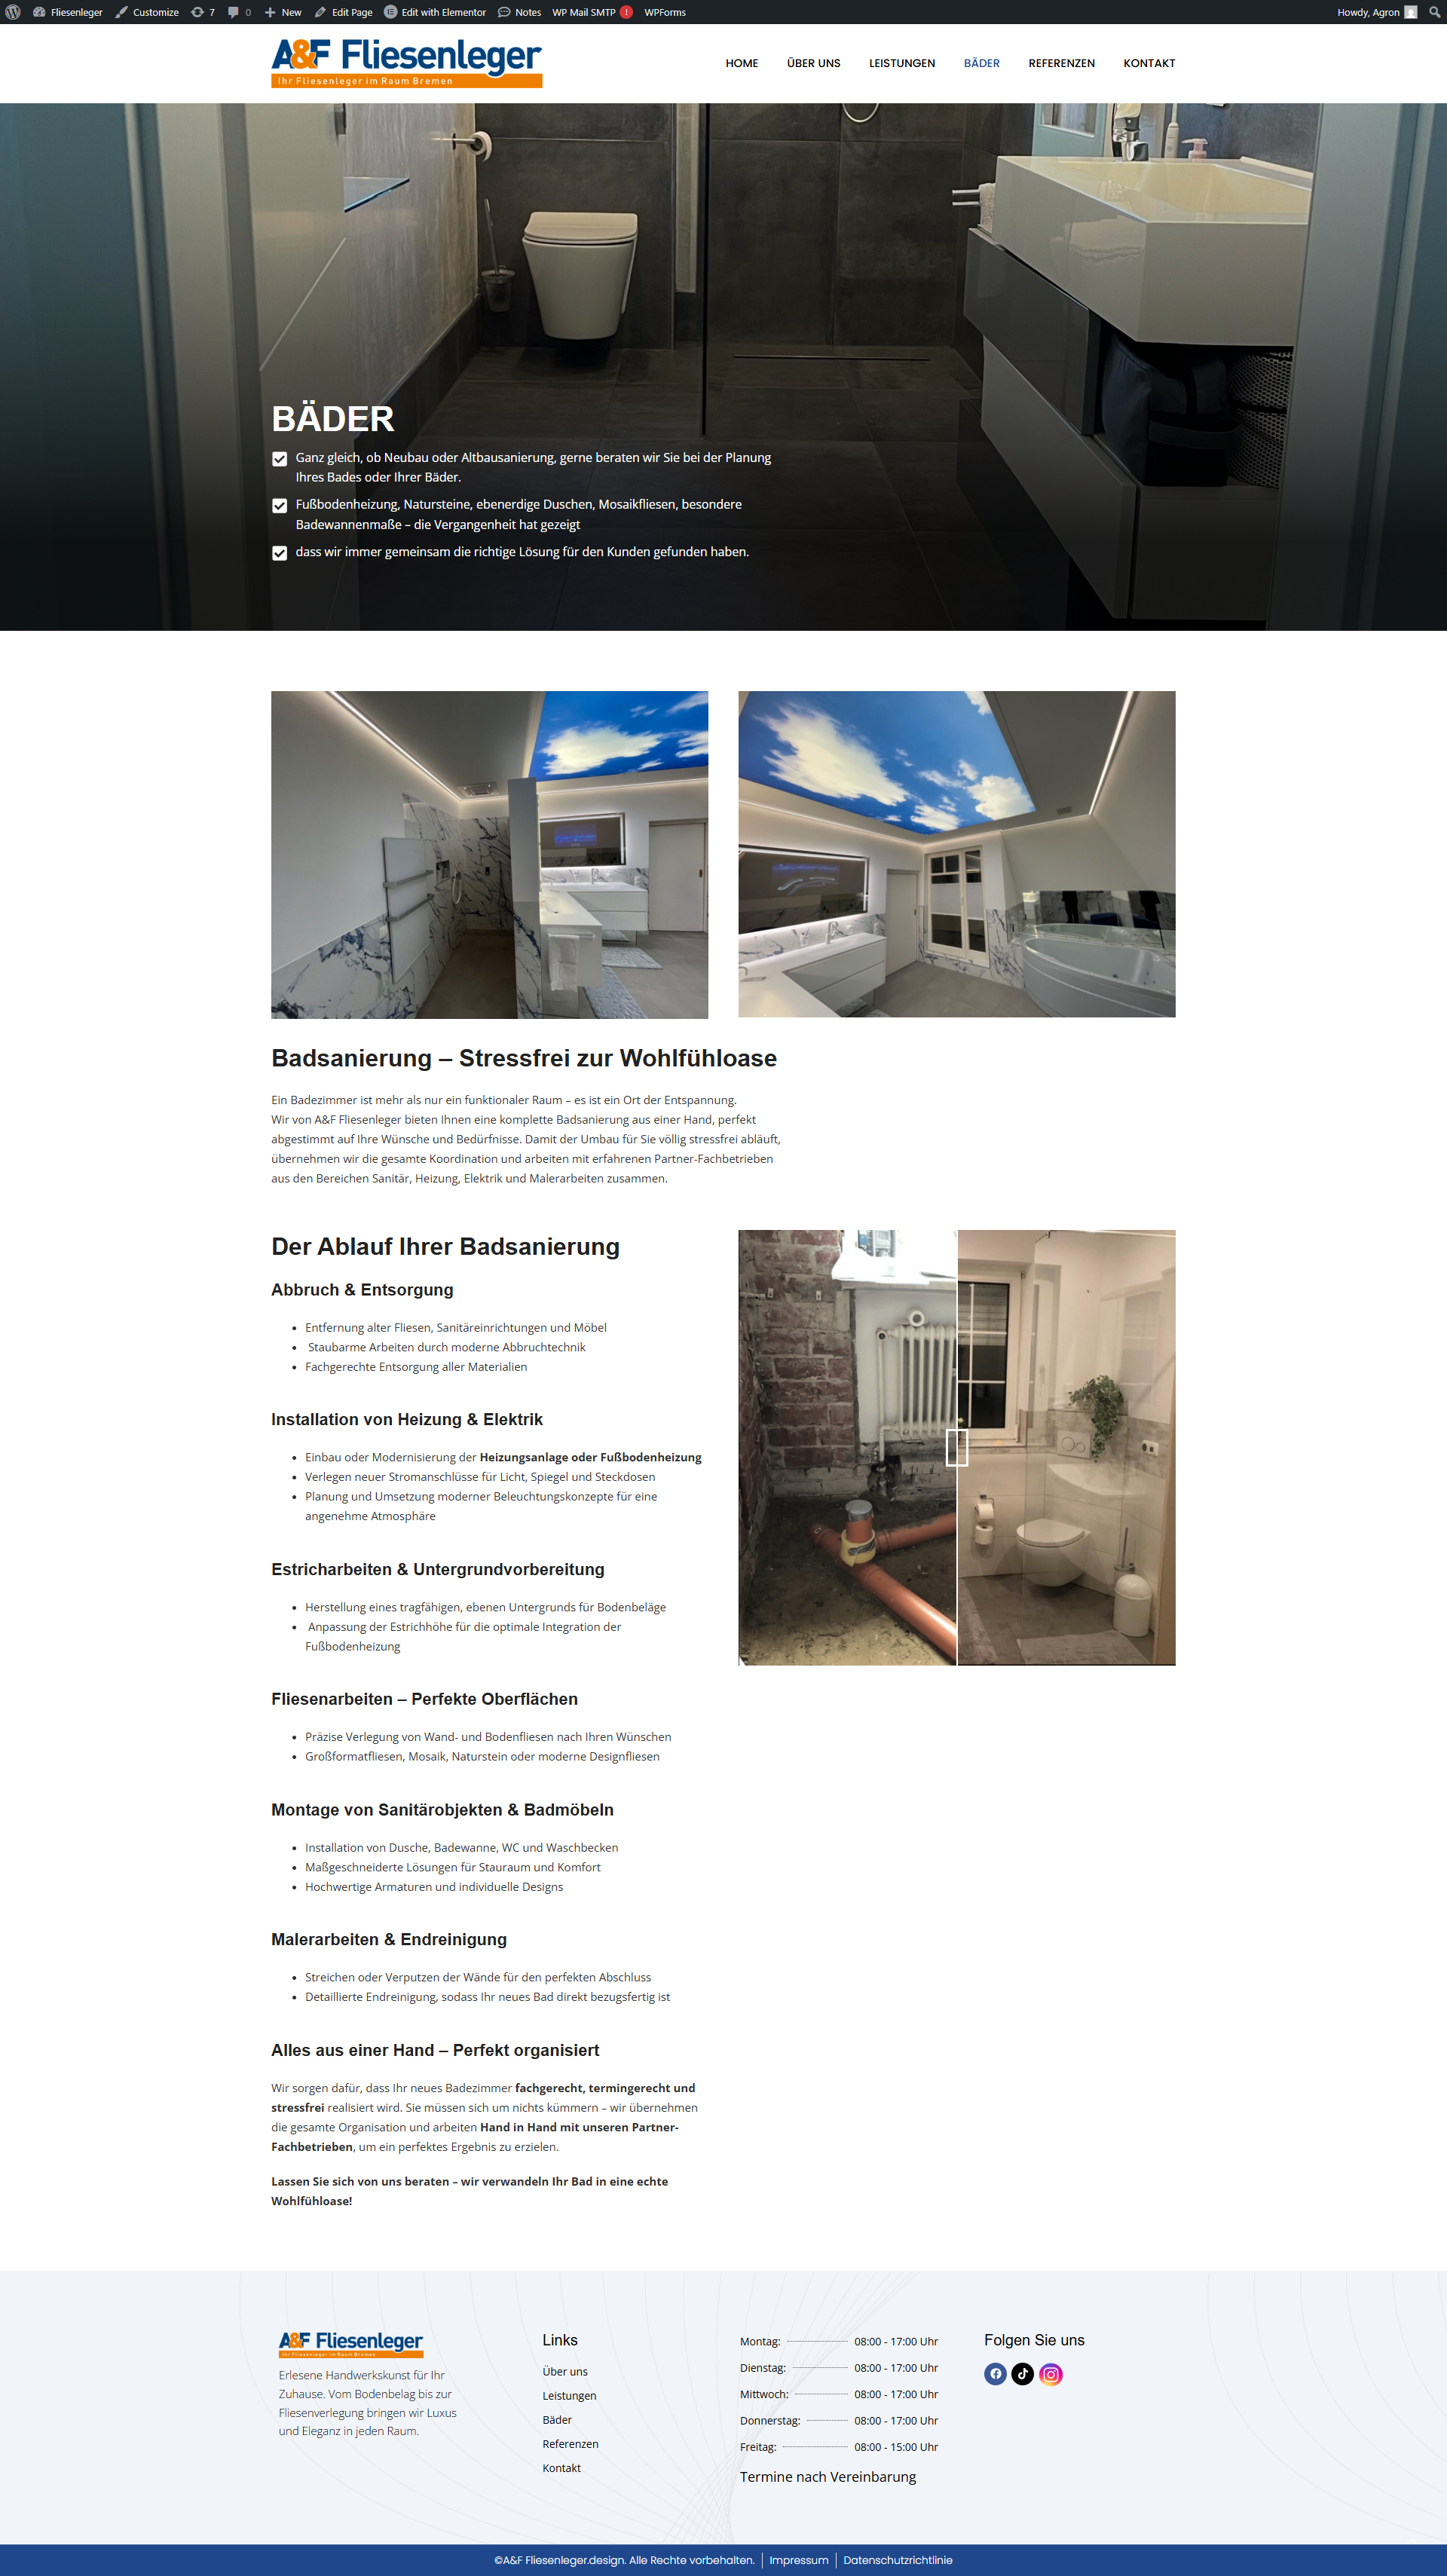 Fliesenleger Customize 7 0 New Edit Page Edit with Elementor Notes WP Mail SMTP ! WPForms Howdy, Agron
A&F Fliesenleger
Ihr Fliesenleger im Raum Bremen
HOME ÜBER UNS LEISTUNGEN BÄDER REFERENZEN KONTAKT
BÄDER
Ganz gleich, ob Neubau oder Altbausanierung, gerne beraten wir Sie bei der Planung
Ihres Bades oder Ihrer Bäder.
Fußbodenheizung, Natursteine, ebenerdige Duschen, Mosaikfliesen, besondere
Badewannenmaße – die Vergangenheit hat gezeigt
dass wir immer gemeinsam die richtige Lösung für den Kunden gefunden haben.
Badsanierung – Stressfrei zur Wohlfühloase
Ein Badezimmer ist mehr als nur ein funktionaler Raum – es ist ein Ort der Entspannung.
Wir von A&F Fliesenleger bieten Ihnen eine komplette Badsanierung aus einer Hand, perfekt
abgestimmt auf Ihre Wünsche und Bedürfnisse. Damit der Umbau für Sie völlig stressfrei abläuft,
übernehmen wir die gesamte Koordination und arbeiten mit erfahrenen Partner-Fachbetrieben
aus den Bereichen Sanitär, Heizung, Elektrik und Malerarbeiten zusammen.
Der Ablauf Ihrer Badsanierung
Abbruch & Entsorgung
• Entfernung alter Fliesen, Sanitäreinrichtungen und Möbel
• Staubarme Arbeiten durch moderne Abbruchtechnik
• Fachgerechte Entsorgung aller Materialien
Installation von Heizung & Elektrik
• Einbau oder Modernisierung der Heizungsanlage oder Fußbodenheizung
• Verlegen neuer Stromanschlüsse für Licht, Spiegel und Steckdosen
• Planung und Umsetzung moderner Beleuchtungskonzepte für eine
angenehme Atmosphäre
Estricharbeiten & Untergrundvorbereitung
• Herstellung eines tragfähigen, ebenen Untergrunds für Bodenbeläge
• Anpassung der Estrichhöhe für die optimale Integration der
Fußbodenheizung
Fliesenarbeiten – Perfekte Oberflächen
• Präzise Verlegung von Wand- und Bodenfliesen nach Ihren Wünschen
• Großformatfliesen, Mosaik, Naturstein oder moderne Designfliesen
Montage von Sanitärobjekten & Badmöbeln
• Installation von Dusche, Badewanne, WC und Waschbecken
• Maßgeschneiderte Lösungen für Stauraum und Komfort
• Hochwertige Armaturen und individuelle Designs
Malerarbeiten & Endreinigung
• Streichen oder Verputzen der Wände für den perfekten Abschluss
• Detaillierte Endreinigung, sodass Ihr neues Bad direkt bezugsfertig ist
Alles aus einer Hand – Perfekt organisiert
Wir sorgen dafür, dass Ihr neues Badezimmer fachgerecht, termingerecht und
stressfrei realisiert wird. Sie müssen sich um nichts kümmern – wir übernehmen
die gesamte Organisation und arbeiten Hand in Hand mit unseren Partner-
Fachbetrieben, um ein perfektes Ergebnis zu erzielen.
Lassen Sie sich von uns beraten – wir verwandeln Ihr Bad in eine echte
Wohlfühloase!
A&F Fliesenleger
Ihr Fliesenleger im Raum Bremen
Erlesene Handwerkskunst für Ihr
Zuhause. Vom Bodenbelag bis zur
Fliesenverlegung bringen wir Luxus
und Eleganz in jeden Raum.
Links
Über uns
Leistungen
Bäder
Referenzen
Kontakt
Montag: 08:00 - 17:00 Uhr
Dienstag: 08:00 - 17:00 Uhr
Mittwoch: 08:00 - 17:00 Uhr
Donnerstag: 08:00 - 17:00 Uhr
Freitag: 08:00 - 15:00 Uhr
Termine nach Vereinbarung
Folgen Sie uns
©A&F Fliesenleger.design. Alle Rechte vorbehalten. Impressum Datenschutzrichtlinie